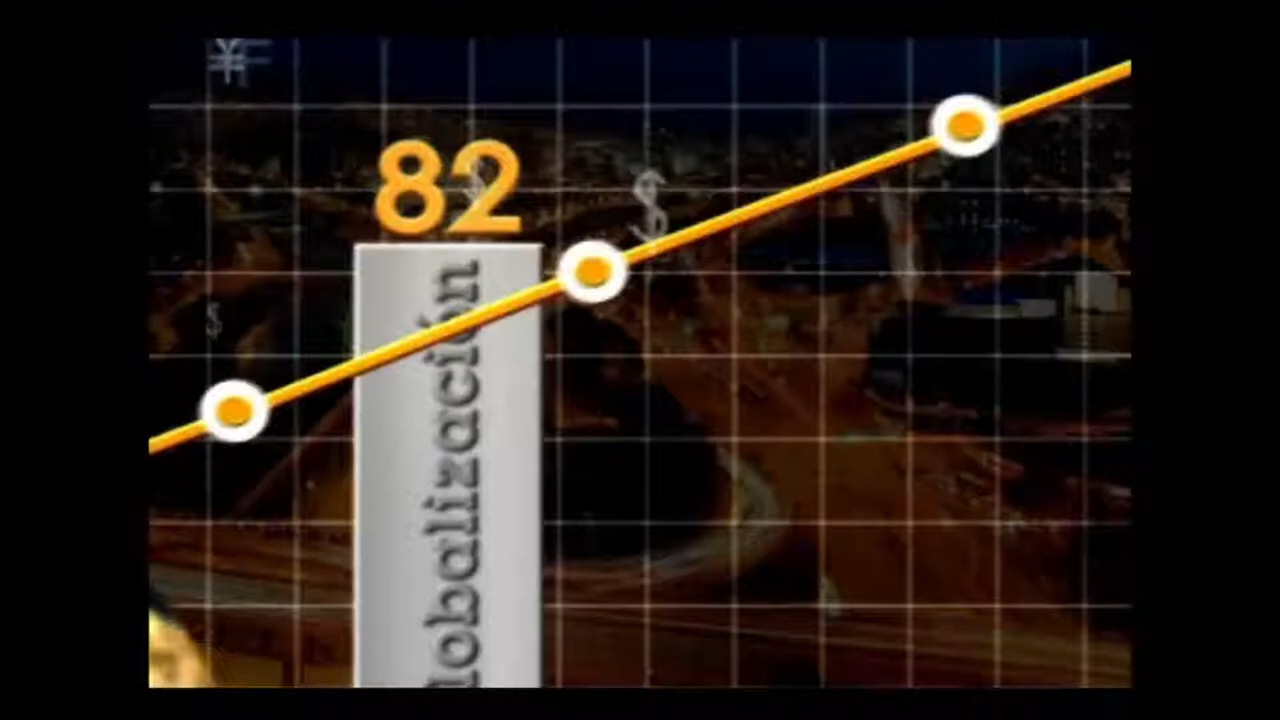 ¥
82
$
$
lobalización